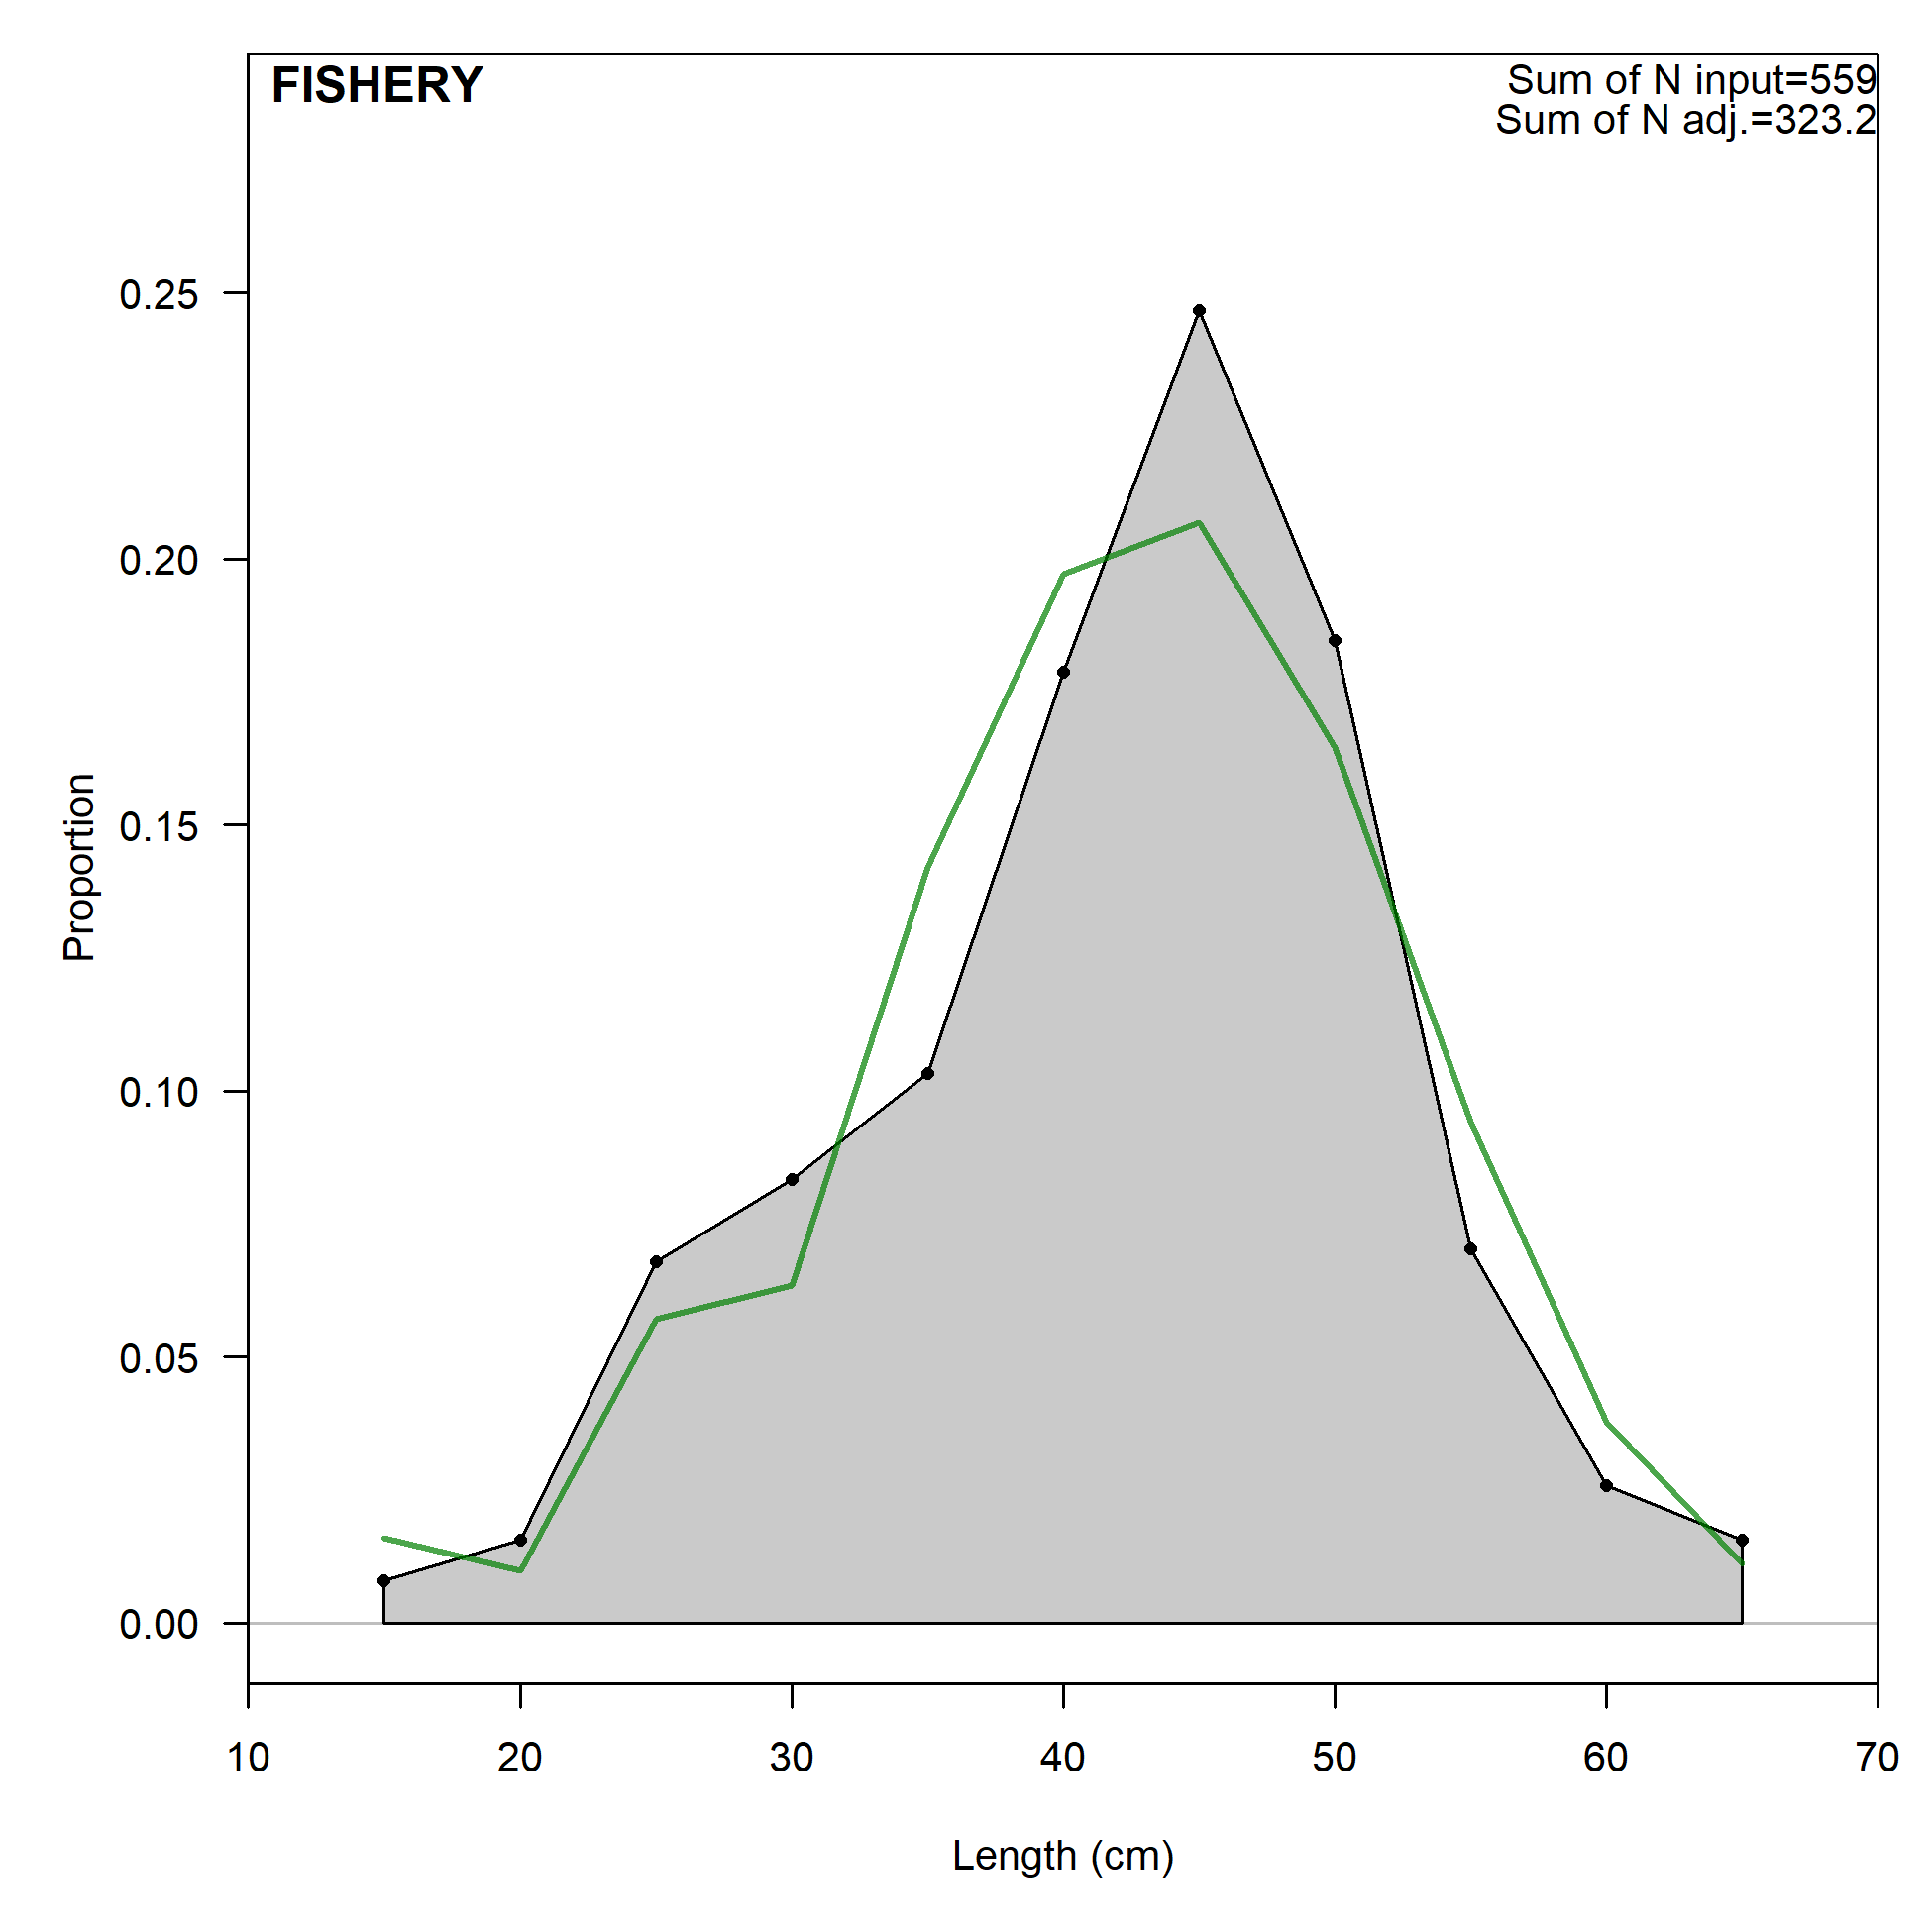 FISHERY
Sum of N input=559
Sum of N adj.=323.2
0.25
0.20
0.15
0.10
0.05
0.00
Proportion
10 20 30 40 50 60 70
Length (cm)